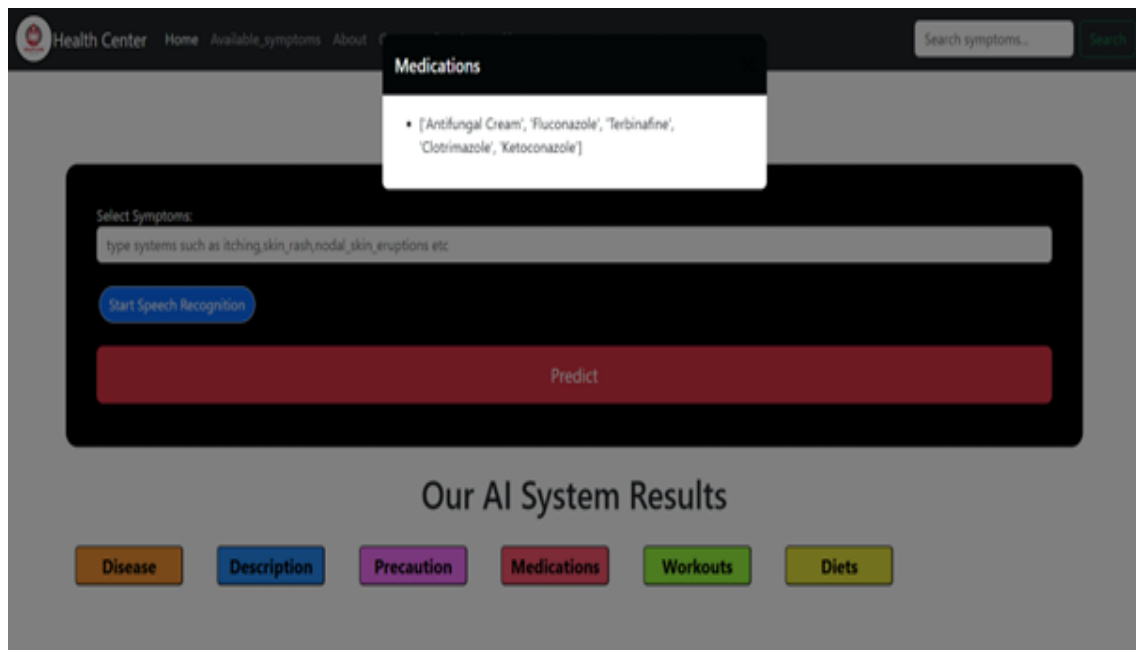 Health Center Home Available_symptoms About
Search symptoms...
Search
Medications
• ['Antifungal Cream', 'Fluconazole', 'Terbinafine',
'Clotrimazole', 'Ketoconazole']
Select Symptoms:
type systems such as itching,skin_rash,nodal_skin_eruptions etc
Start Speech Recognition
Predict
Our AI System Results
Disease Description Precaution Medications Workouts Diets